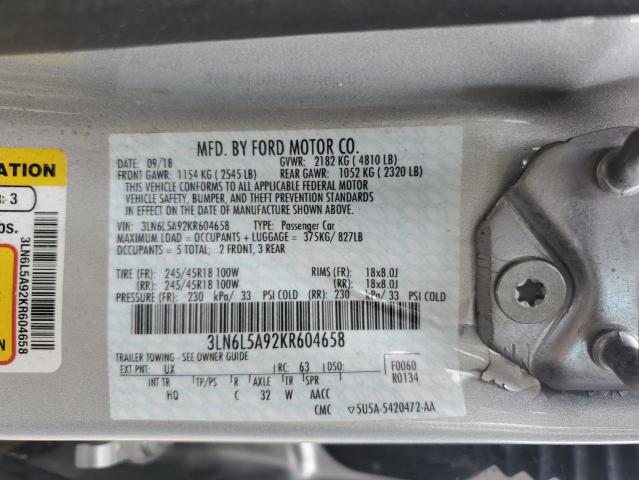 MFD. BY FORD MOTOR CO.
DATE: 09/18 GVWR: 2182 KG ( 4810 LB)
FRONT GAWR: 1154 KG ( 2545 LB) REAR GAWR: 1052 KG ( 2320 LB)
THIS VEHICLE CONFORMS TO ALL APPLICABLE FEDERAL MOTOR
VEHICLE SAFETY, BUMPER, AND THEFT PREVENTION STANDARDS
IN EFFECT ON THE DATE OF MANUFACTURE SHOWN ABOVE.
VIN: 3LN6L5A92KR604658 TYPE: Passenger Car
MAXIMUM LOAD = OCCUPANTS + LUGGAGE = 375KG/ 827LB
OCCUPANTS = 5 TOTAL; 2 FRONT, 3 REAR
TIRE (FR): 245/45R18 100W RIMS (FR): 18x8.0J
(RR): 245/45R18 100W (RR): 18x8.0J
PRESSURE (FR): 230 kPa/ 33 PSI COLD (RR): 230 kPa/ 33 PSI COLD
3LN6L5A92KR604658
TRAILER TOWING - SEE OWNER GUIDE
EXT PNT: UX RC: 63 DSO: F0060
R0134
INT TR TP/PS R AXLE TR SPR
HQ C 32 W AACC
CMC 5U5A-5420472-AA
ATION
: 3
bs.
3LN6L5A92KR604658